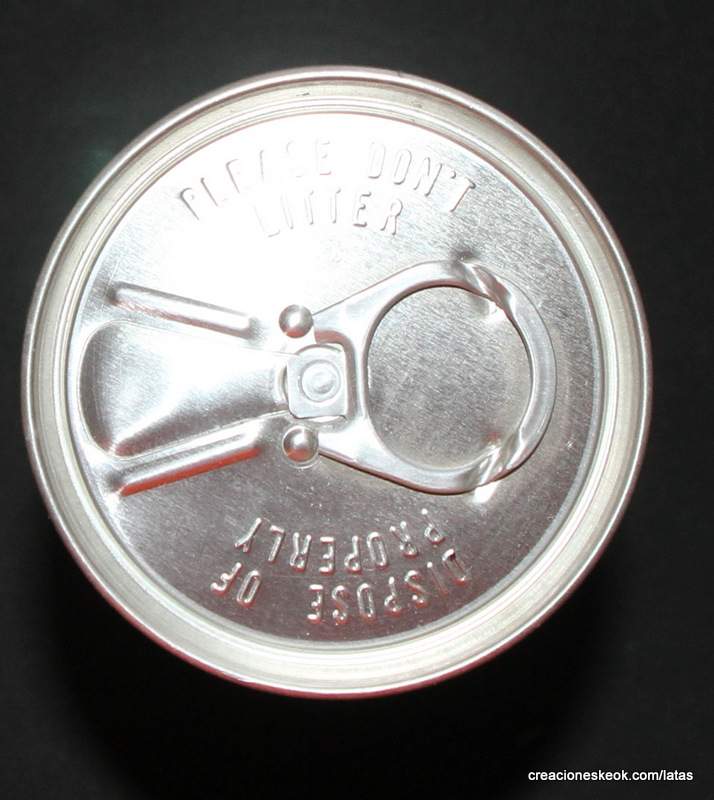 PLEASE DON'T
LITTER
DISPOSE OF
PROPERLY
creacioneskeok.com/latas